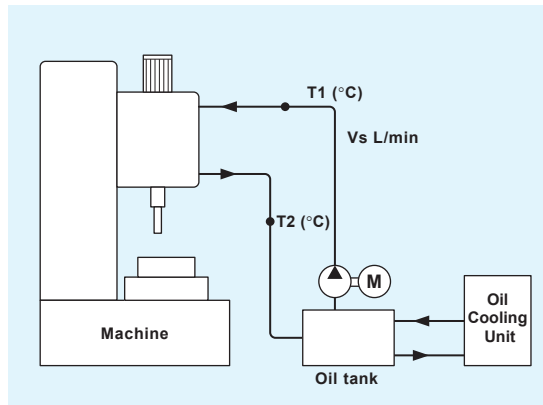 T1 (°C)
Vs L/min
T2 (°C)
M
Oil
Cooling
Unit
Machine
Oil tank